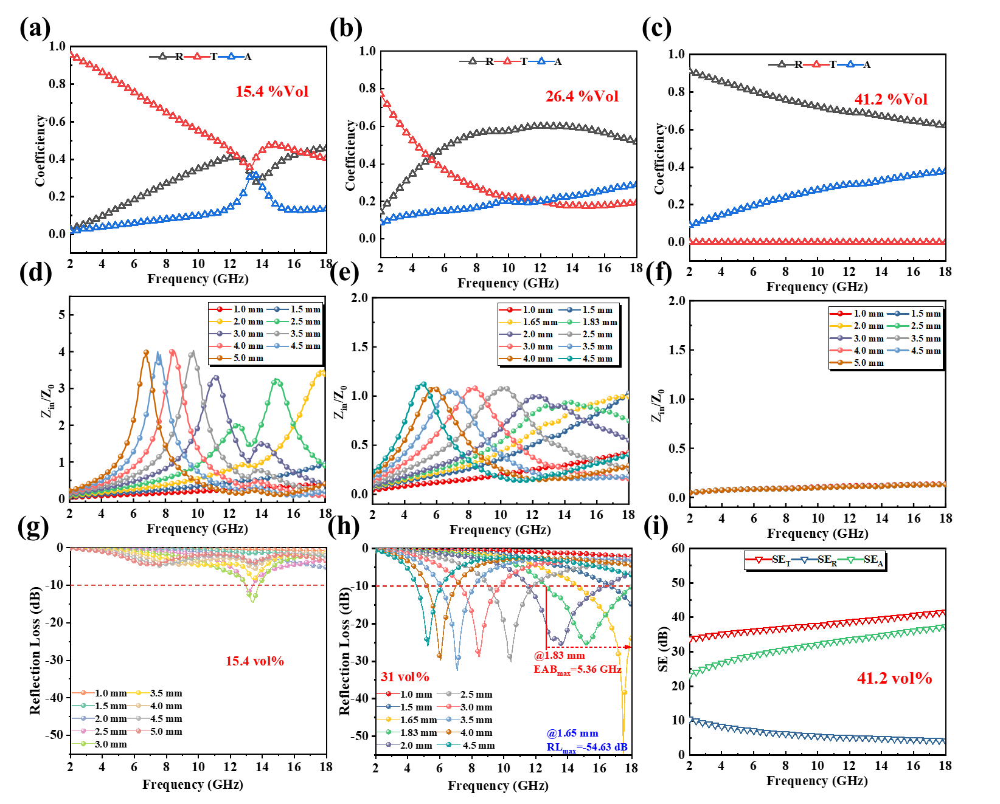 (a)
1.0
0.8
0.6
0.4
0.2
0.0
Coefficiency
R T A
15.4 %Vol
2 4 6 8 10 12 14 16 18
Frequency (GHz)
(b)
1.0
0.8
0.6
0.4
0.2
0.0
Coefficiency
R T A
26.4 %Vol
2 4 6 8 10 12 14 16 18
Frequency (GHz)
(c)
1.0
0.8
0.6
0.4
0.2
0.0
Coefficiency
R T A
41.2 %Vol
2 4 6 8 10 12 14 16 18
Frequency (GHz)
(d)
5
4
3
2
1
0
Zin/Z0
1.0 mm 1.5 mm
2.0 mm 2.5 mm
3.0 mm 3.5 mm
4.0 mm 4.5 mm
5.0 mm
2 4 6 8 10 12 14 16 18
Frequency (GHz)
(e)
2.0
1.5
1.0
0.5
0.0
Zin/Z0
1.0 mm 1.5 mm
1.65 mm 1.83 mm
2.0 mm 2.5 mm
3.0 mm 3.5 mm
4.0 mm 4.5 mm
2 4 6 8 10 12 14 16 18
Frequency (GHz)
(f)
2.0
1.5
1.0
0.5
0.0
Zin/Z0
1.0 mm 1.5 mm
2.0 mm 2.5 mm
3.0 mm 3.5 mm
4.0 mm 4.5 mm
5.0 mm
2 4 6 8 10 12 14 16 18
Frequency (GHz)
(g)
0
-10
-20
-30
-40
-50
Reflection Loss (dB)
15.4 vol%
1.0 mm 3.5 mm
1.5 mm 4.0 mm
2.0 mm 4.5 mm
2.5 mm 5.0 mm
3.0 mm
2 4 6 8 10 12 14 16 18
Frequency (GHz)
(h)
0
-10
-20
-30
-40
-50
Reflection Loss (dB)
@1.83 mm
EABmax=5.36 GHz
31 vol%
1.0 mm 2.5 mm
1.5 mm 3.0 mm
1.65 mm 3.5 mm
1.83 mm 4.0 mm
2.0 mm 4.5 mm
@1.65 mm
RLmax=-54.63 dB
2 4 6 8 10 12 14 16 18
Frequency (GHz)
(i)
60
50
40
30
20
10
0
SE (dB)
SET SER SEA
41.2 vol%
2 4 6 8 10 12 14 16 18
Frequency (GHz)